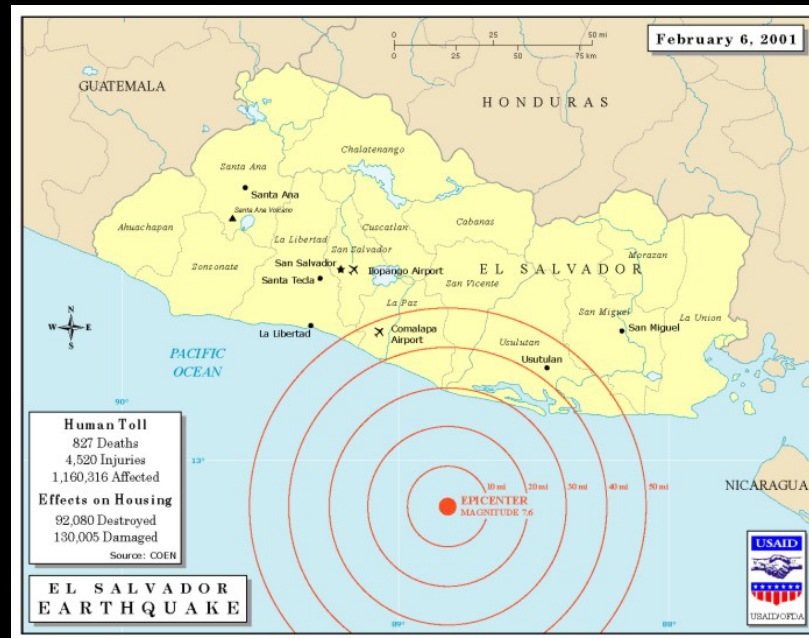 0 25 50 mi
0 25 50 75 km
February 6, 2001
GUATEMALA
HONDURAS
Chalatenango
Santa Ana
Santa Ana
Santa Ana Volcano
Ahuachapan
Cuscatlan
Cabanas
La Libertad
San Salvador
Sonsonate
San Salvador
Ilopango Airport
Santa Tecla
EL SALVADOR
Morazan
San Vicente
La Paz
San Miguel
La Union
La Libertad
Comalapa
Airport
San Miguel
Usulutan
Usutulan
N
W E
S
PACIFIC
OCEAN
90°
13°
Human Toll
827 Deaths
4,520 Injuries
1,160,316 Affected
Effects on Housing
92,080 Destroyed
130,005 Damaged
Source: COEN
10 mi 20 mi 30 mi 40 mi 50 mi
EPICENTER
MAGNITUDE 7.6
NICARAGUA
EL SALVADOR
EARTHQUAKE
89°
88°
USAID
USAID/OFDA